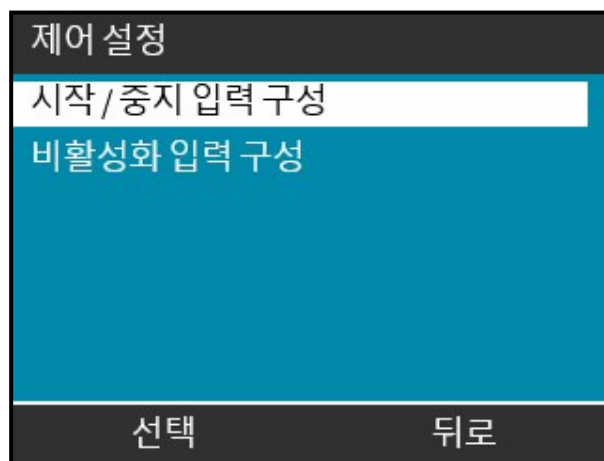 제어 설정
시작 / 중지 입력 구성
비활성화 입력 구성
선택 뒤로